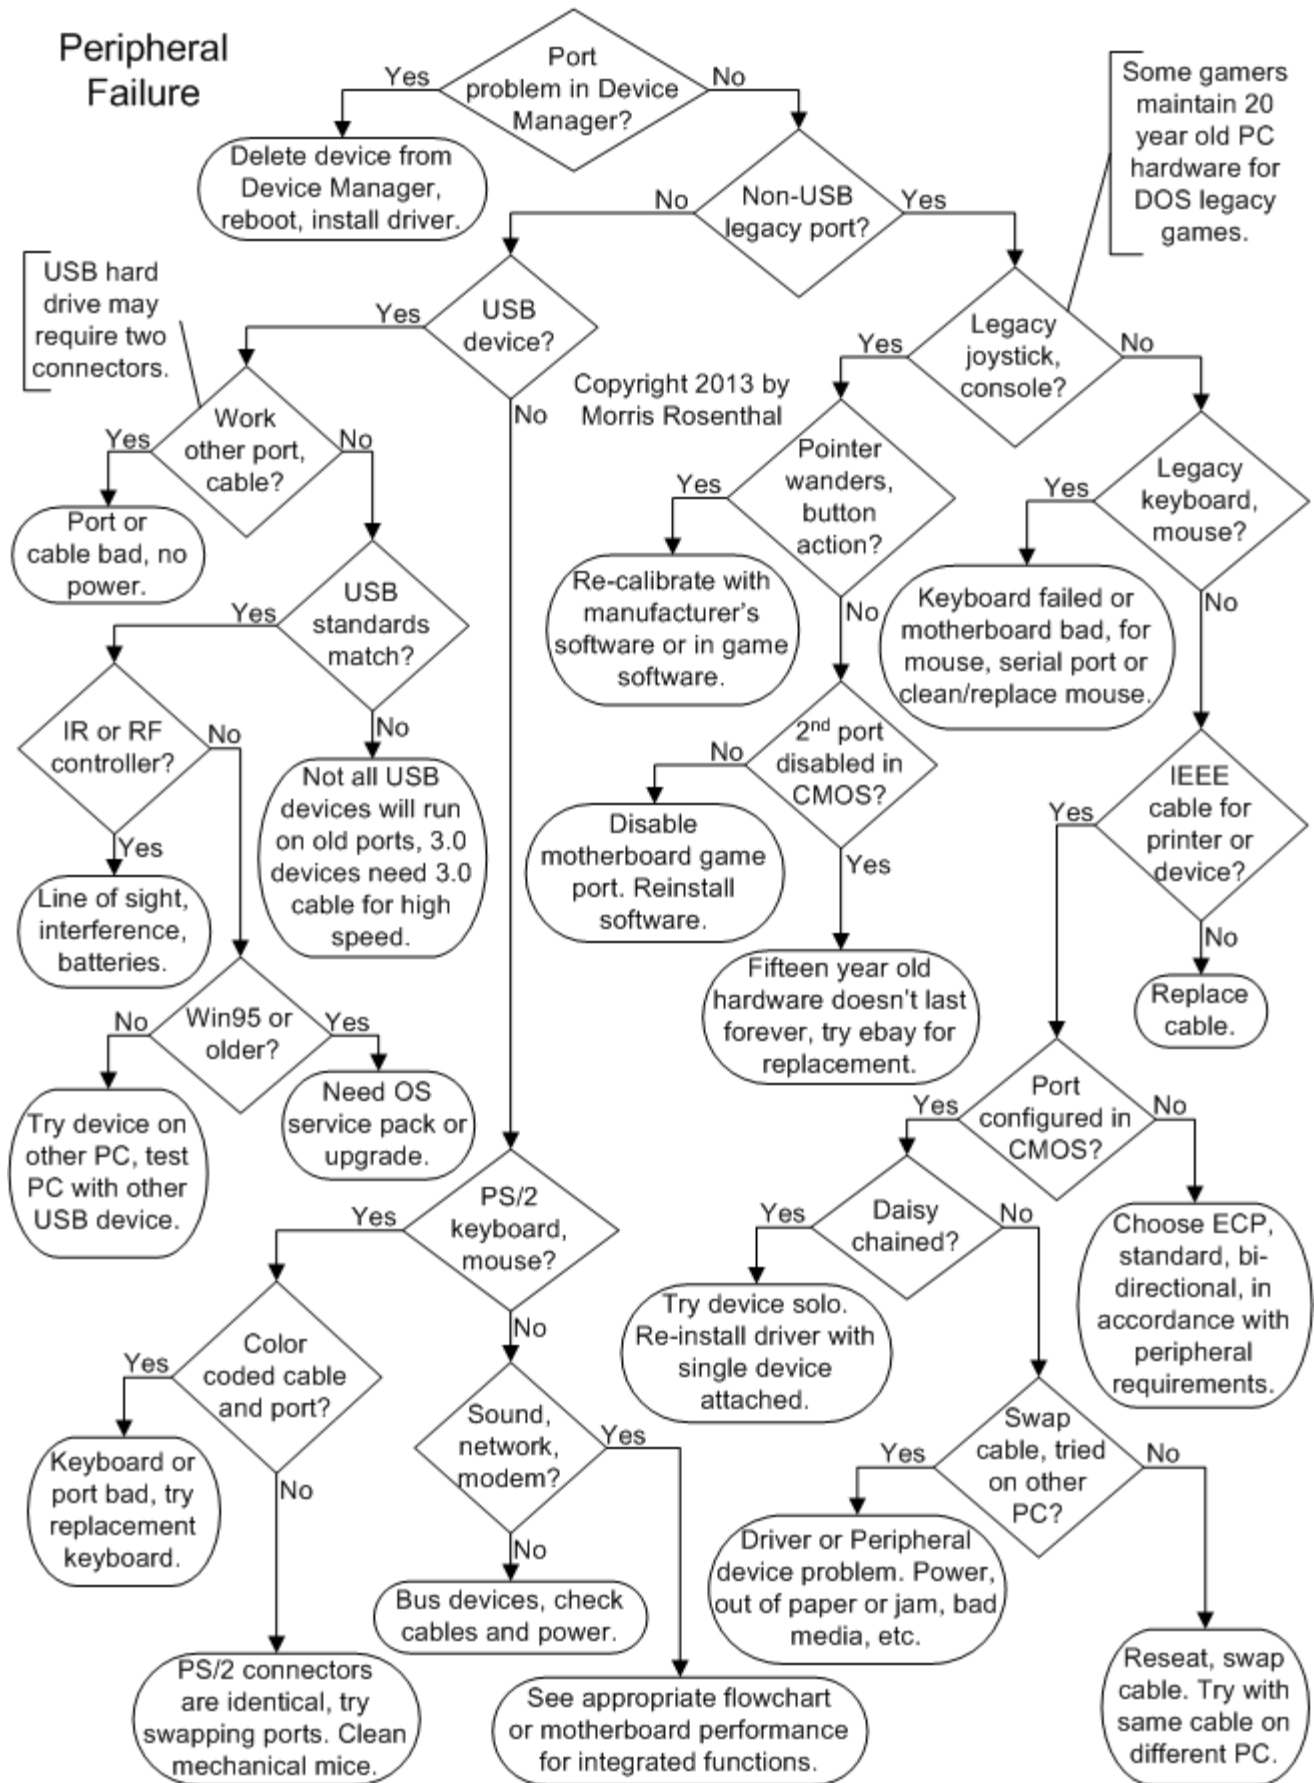 Peripheral
Failure
Port
problem in Device
Manager?
Yes
No
Delete device from
Device Manager,
reboot, install driver.
Some gamers
maintain 20
year old PC
hardware for
DOS legacy
games.
Non-USB
legacy port?
No
Yes
USB hard
drive may
require two
connectors.
USB
device?
Yes
No
Legacy
joystick,
console?
Yes
No
Copyright 2013 by
Morris Rosenthal
Work
other port,
cable?
Yes
No
Port or
cable bad, no
power.
Pointer
wanders,
button
action?
Yes
No
Legacy
keyboard,
mouse?
Yes
No
Re-calibrate with
manufacturer's
software or in game
software.
Keyboard failed or
motherboard bad, for
mouse, serial port or
clean/replace mouse.
USB
standards
match?
Yes
No
IR or RF
controller?
No
Yes
Not all USB
devices will run
on old ports, 3.0
devices need 3.0
cable for high
speed.
2nd port
disabled in
CMOS?
No
Yes
Disable
motherboard game
port. Reinstall
software.
IEEE
cable for
printer or
device?
Yes
No
Line of sight,
interference,
batteries.
Fifteen year old
hardware doesn't last
forever, try ebay for
replacement.
Replace
cable.
Win95 or
older?
No
Yes
Try device on
other PC, test
PC with other
USB device.
Need OS
service pack or
upgrade.
Port
configured in
CMOS?
Yes
No
PS/2
keyboard,
mouse?
Yes
No
Daisy
chained?
Yes
No
Choose ECP,
standard, bi-
directional, in
accordance with
peripheral
requirements.
Try device solo.
Re-install driver with
single device
attached.
Color
coded cable
and port?
Yes
No
Sound,
network,
modem?
Yes
No
Swap
cable, tried
on other
PC?
Yes
No
Keyboard or
port bad, try
replacement
keyboard.
Bus devices, check
cables and power.
Driver or Peripheral
device problem. Power,
out of paper or jam, bad
media, etc.
PS/2 connectors
are identical, try
swapping ports. Clean
mechanical mice.
See appropriate flowchart
or motherboard performance
for integrated functions.
Reseat, swap
cable. Try with
same cable on
different PC.